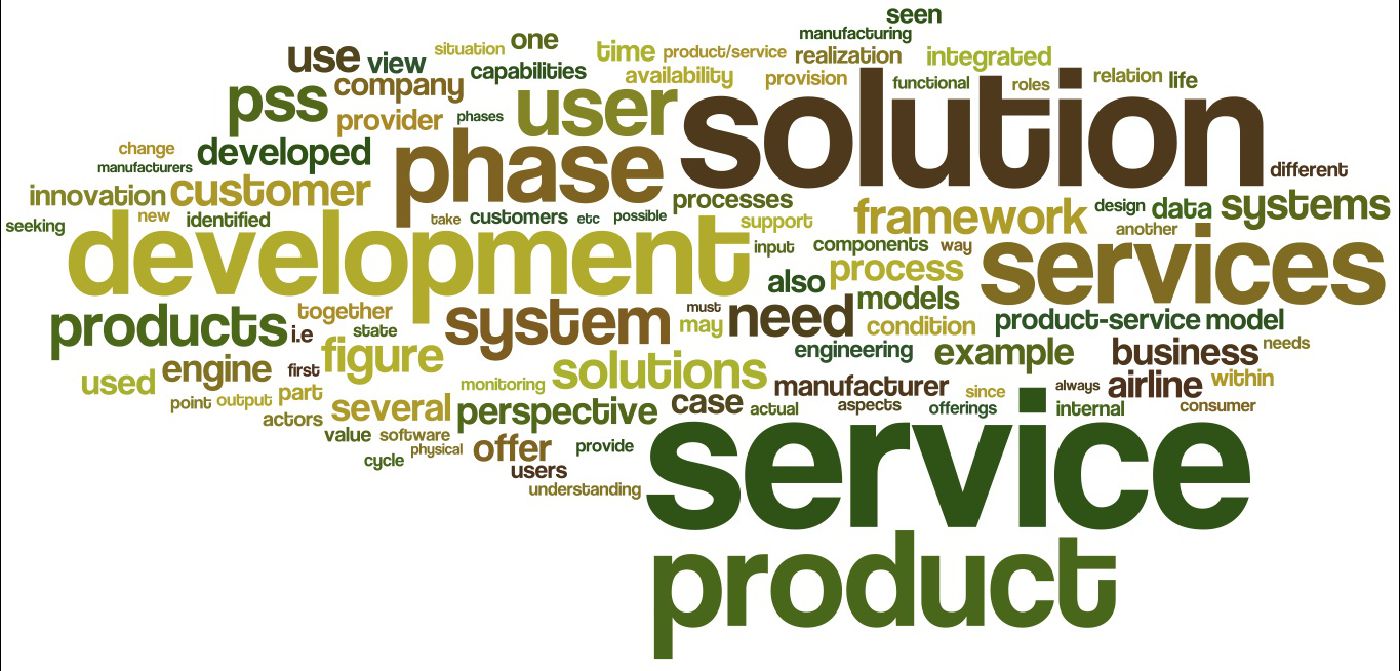 seen
manufacturing
use view situation one time product/service realization integrated
company capabilities availability provision functional roles relation life
pss provider phases user solution
change manufacturers developed phase different
innovation customer processes
seeking new identified take customers etc possible support framework design data systems
development input components way another services
also process
products together i.e state system must may need models condition product-service model
used engine first figure solutions engineering example business needs
point output part monitoring manufacturer since always airline within
actors several perspective case actual aspects offerings internal consumer
value software service
cycle physical offer provide
users
understanding
product